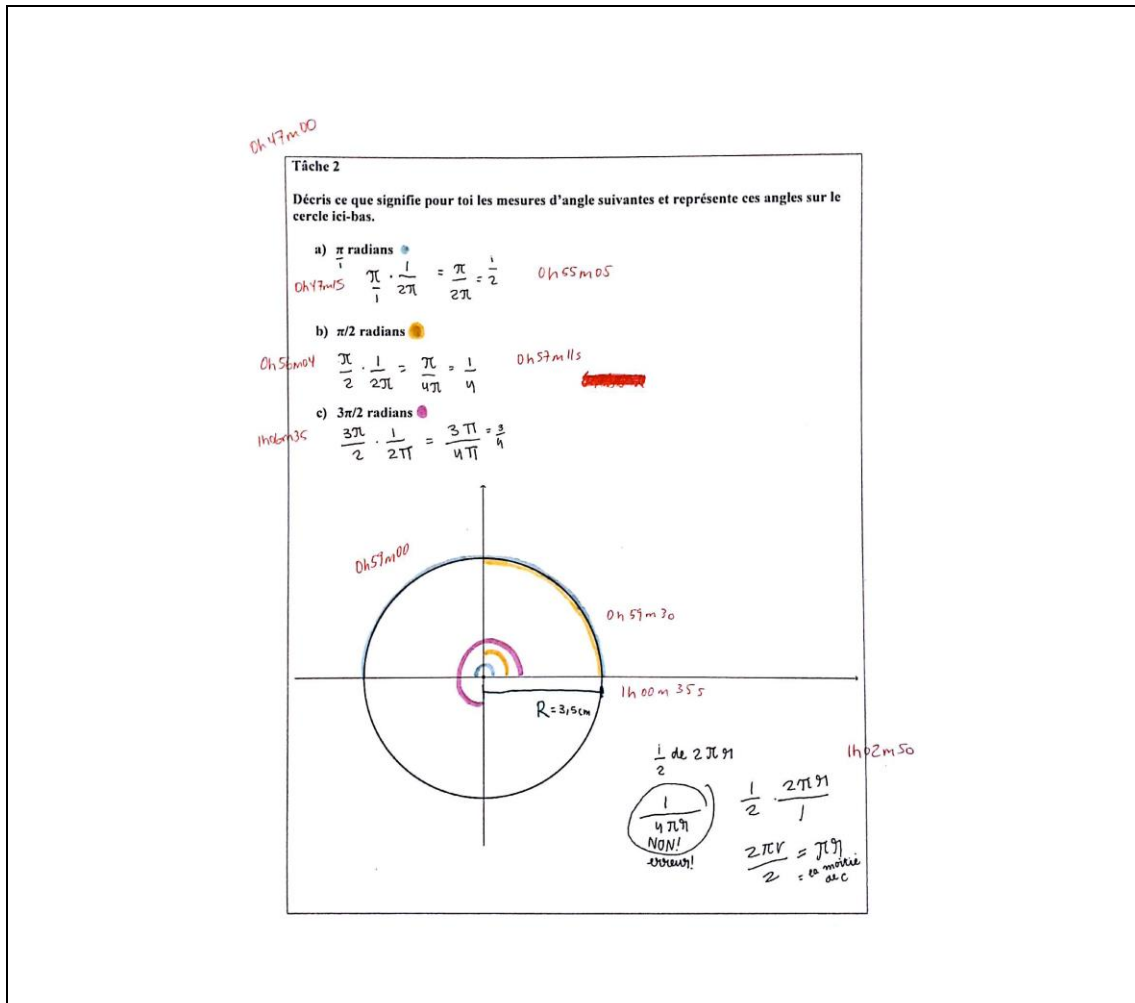 0h47m00
Tâche 2
Décris ce que signifie pour toi les mesures d'angle suivantes et représente ces angles sur le
cercle ici-bas.
a) π/1 radians
0h47m15 π/1 · 1/2π = π/2π = 1/2 0h55m05
b) π/2 radians
0h56m04 π/2 · 1/2π = π/4π = 1/4 0h57m11s
c) 3π/2 radians
1h06m35 3π/2 · 1/2π = 3π/4π = 3/4
0h59m00
0h59m30
1h00m35s
R=3,5cm
1/2 de 2πr 1h02m50
1/4πr 1/2 · 2πr/1
NON!
erreur! 2πr/2 = πr
= la moitié
de C